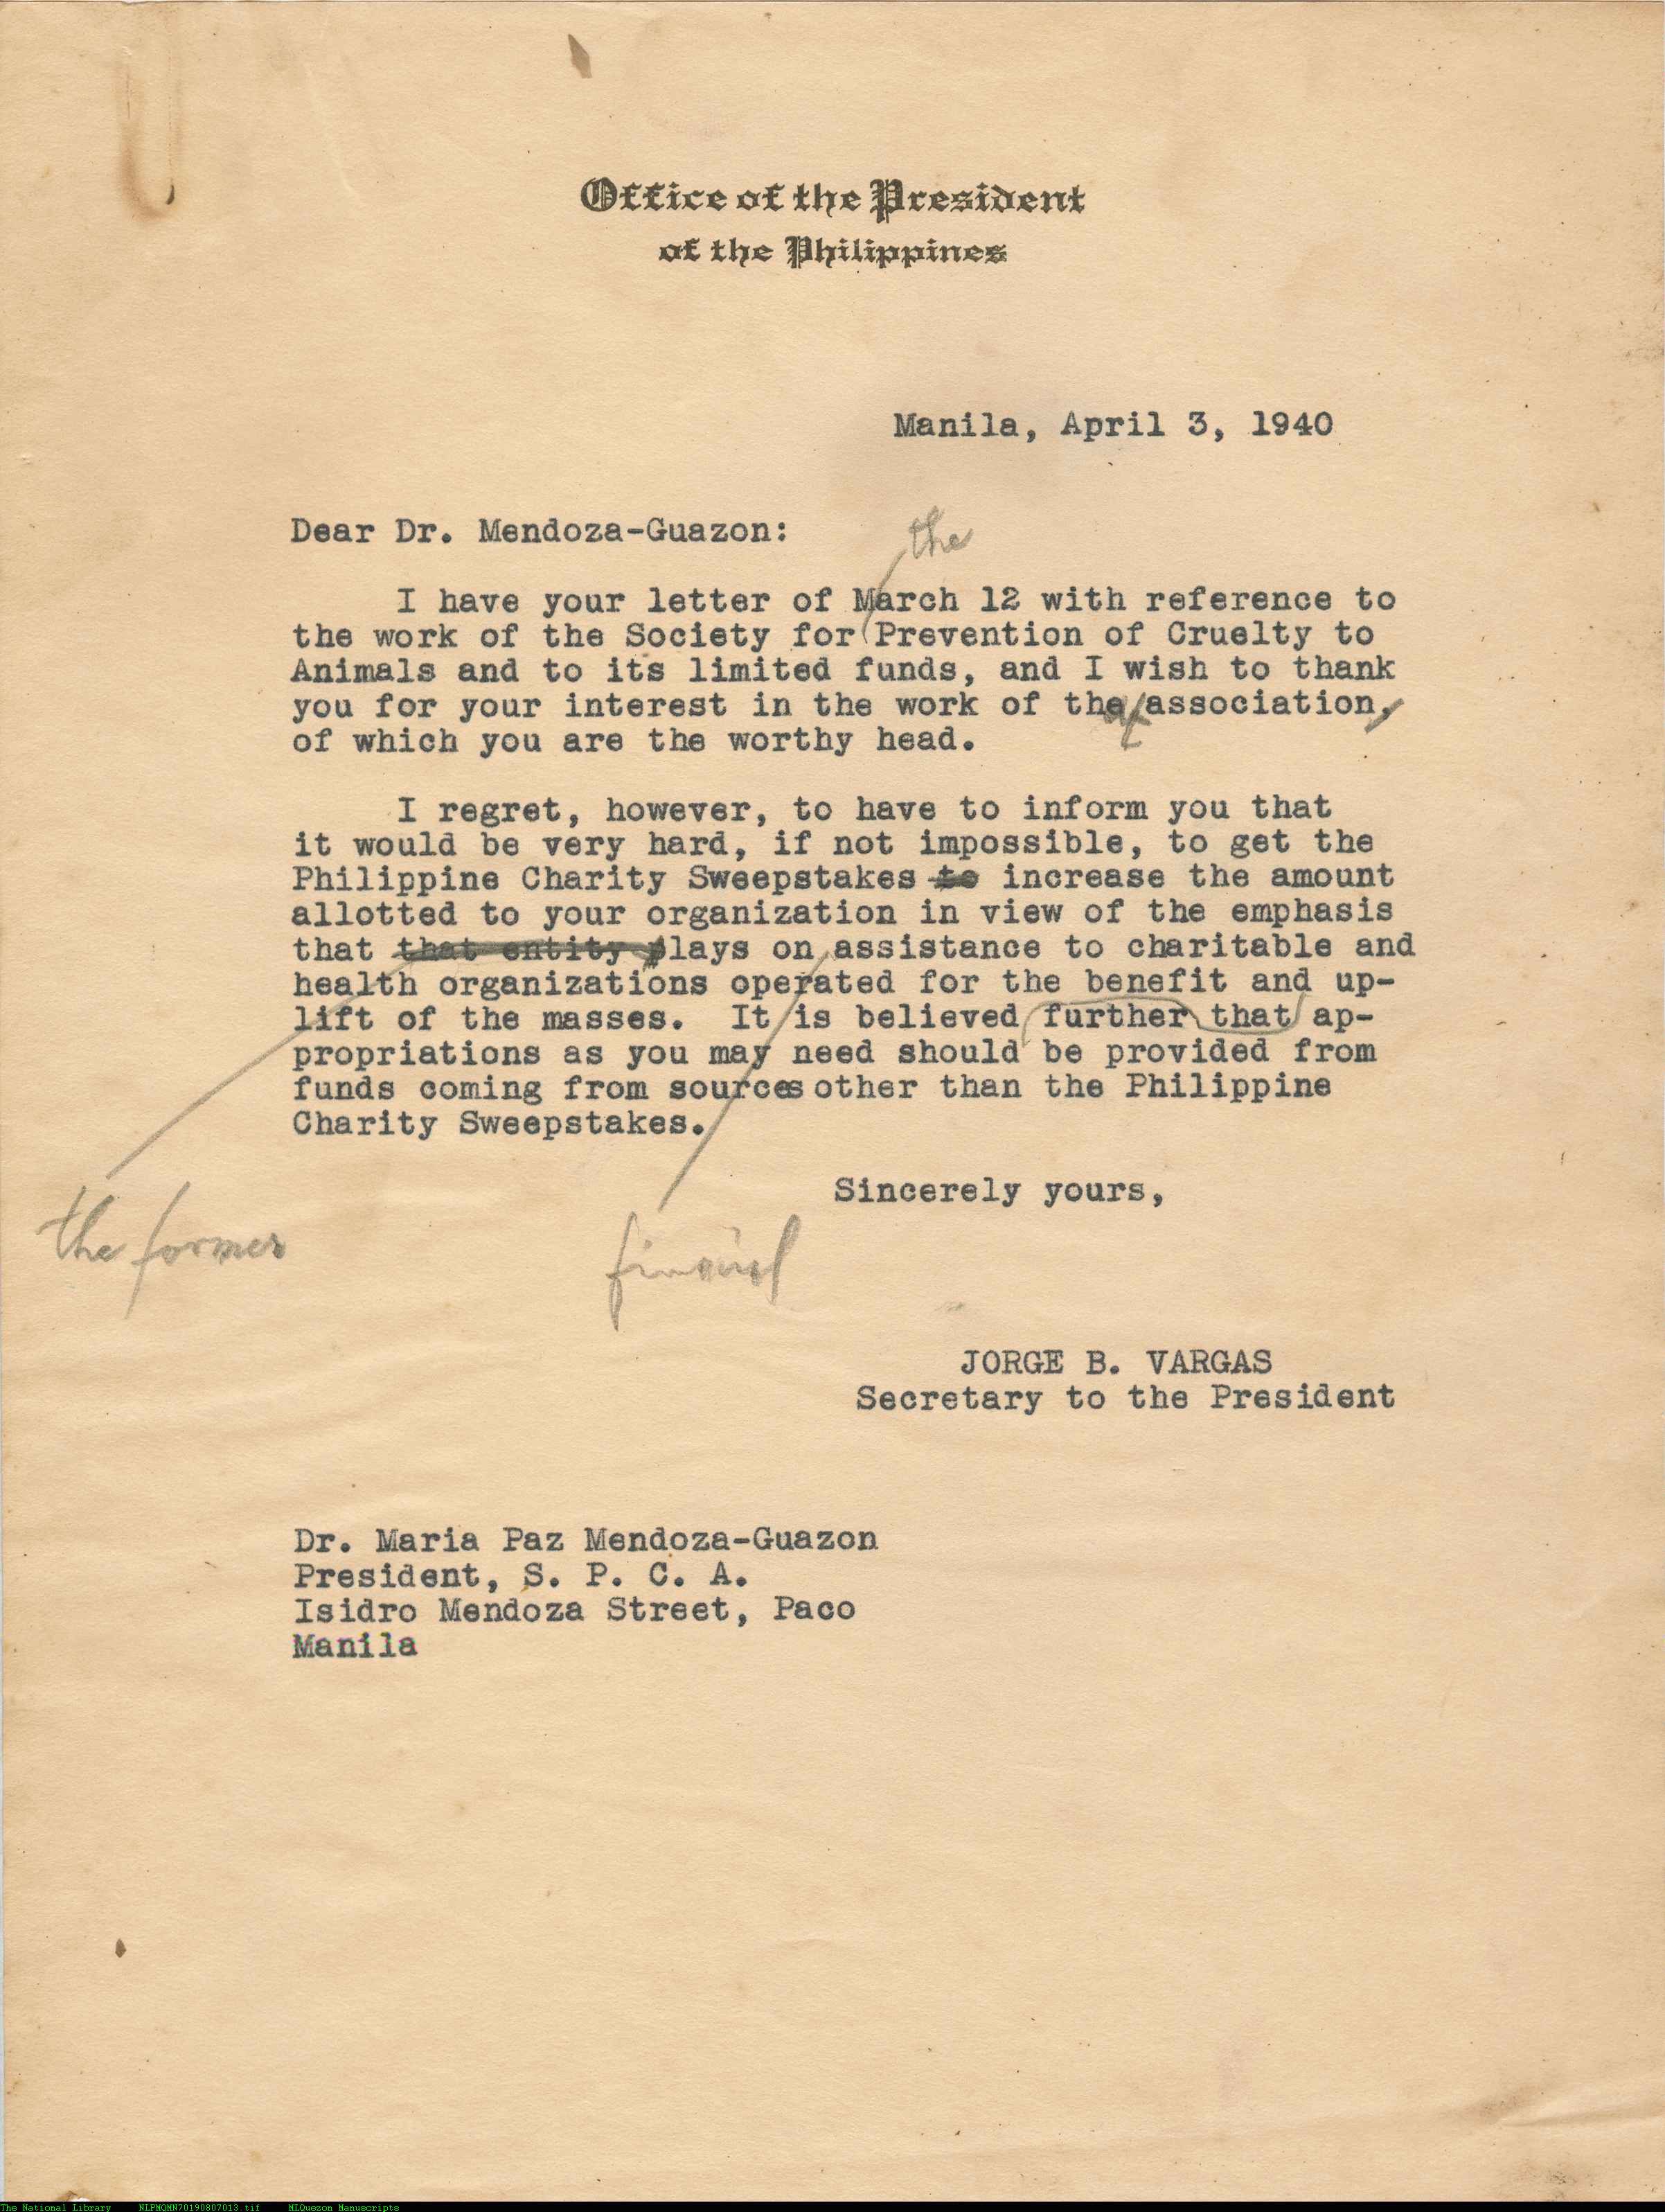 Office of the President
of the Philippines
Manila, April 3, 1940
Dear Dr. Mendoza-Guazon:
the
I have your letter of March 12 with reference to
the work of the Society for Prevention of Cruelty to
Animals and to its limited funds, and I wish to thank
you for your interest in the work of that association,
of which you are the worthy head.
I regret, however, to have to inform you that
it would be very hard, if not impossible, to get the
Philippine Charity Sweepstakes to increase the amount
allotted to your organization in view of the emphasis
that that entity plays on assistance to charitable and
health organizations operated for the benefit and up-
lift of the masses. It is believed further that ap-
propriations as you may need should be provided from
funds coming from sources other than the Philippine
Charity Sweepstakes.
Sincerely yours,
the former
JORGE B. VARGAS
Secretary to the President
Dr. Maria Paz Mendoza-Guazon
President, S. P. C. A.
Isidro Mendoza Street, Paco
Manila
The National Library NLPMQMN70190807013.tif MLQuezon Manuscripts